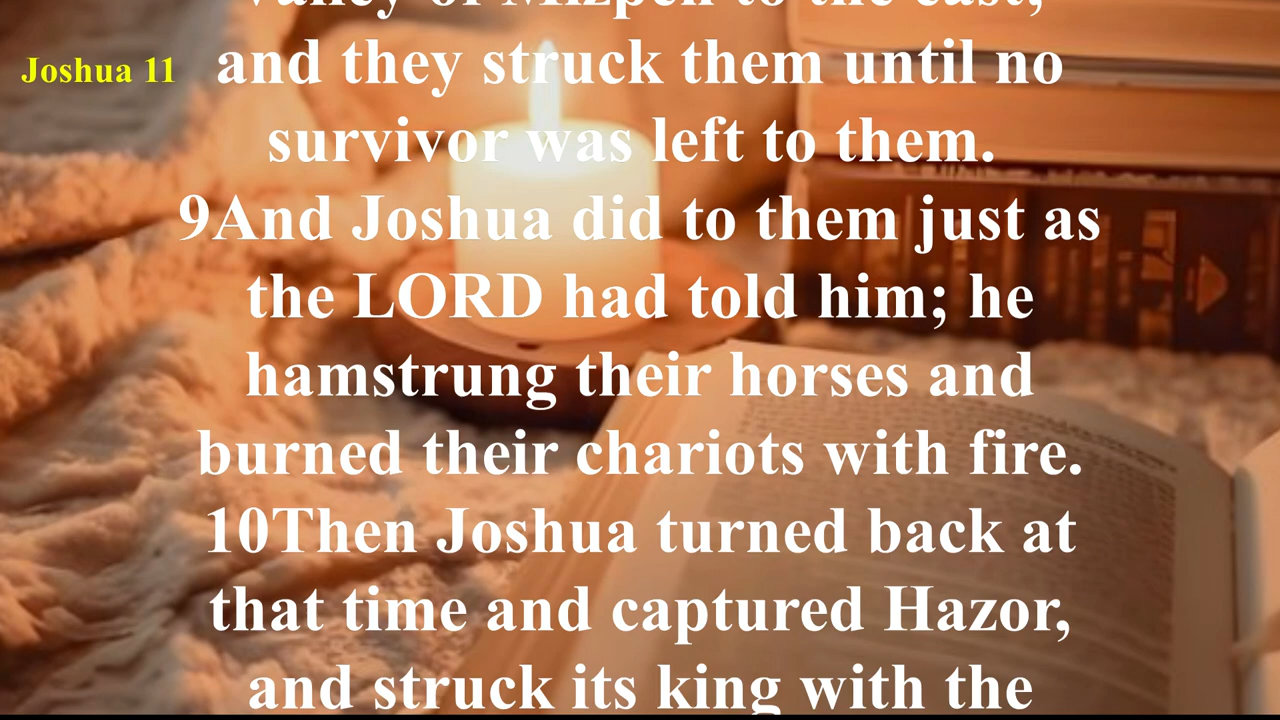 valley of Mizpeh to the east,
Joshua 11
and they struck them until no
survivor was left to them.
9And Joshua did to them just as
the LORD had told him; he
hamstrung their horses and
burned their chariots with fire.
10Then Joshua turned back at
that time and captured Hazor,
and struck its king with the